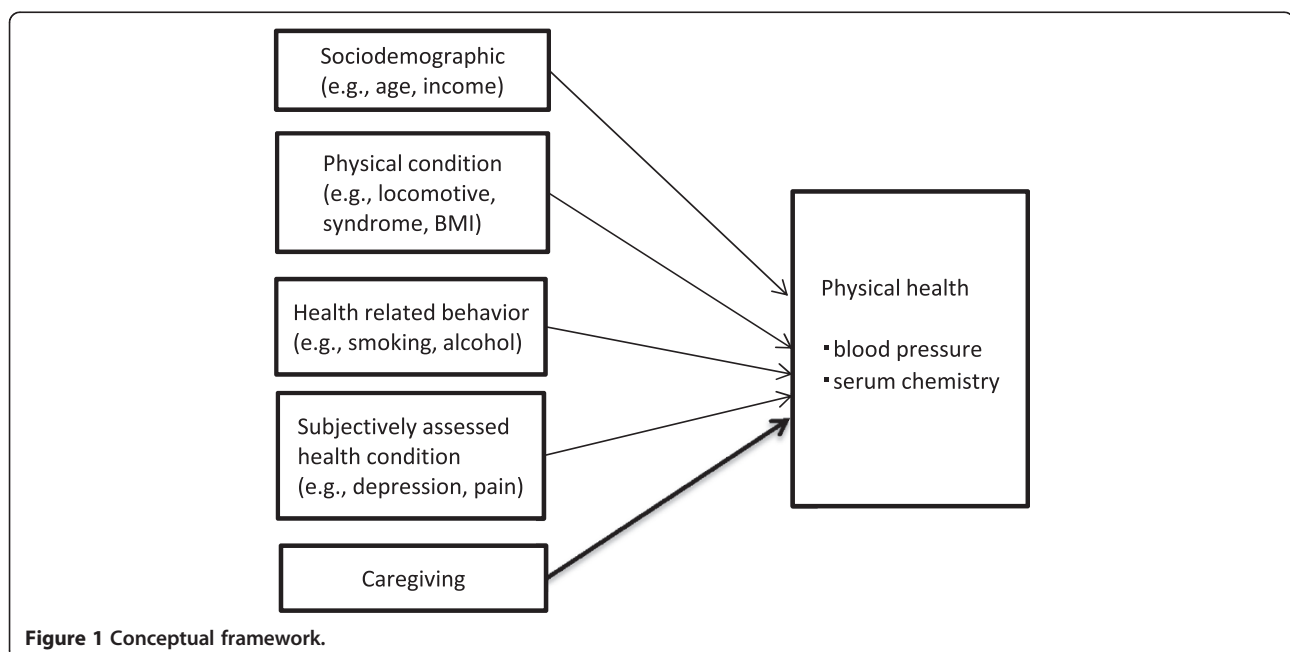 Sociodemographic
(e.g., age, income)
Physical condition
(e.g., locomotive,
syndrome, BMI)
Health related behavior
(e.g., smoking, alcohol)
Subjectively assessed
health condition
(e.g., depression, pain)
Caregiving
Physical health
▪blood pressure
▪serum chemistry
Figure 1 Conceptual framework.